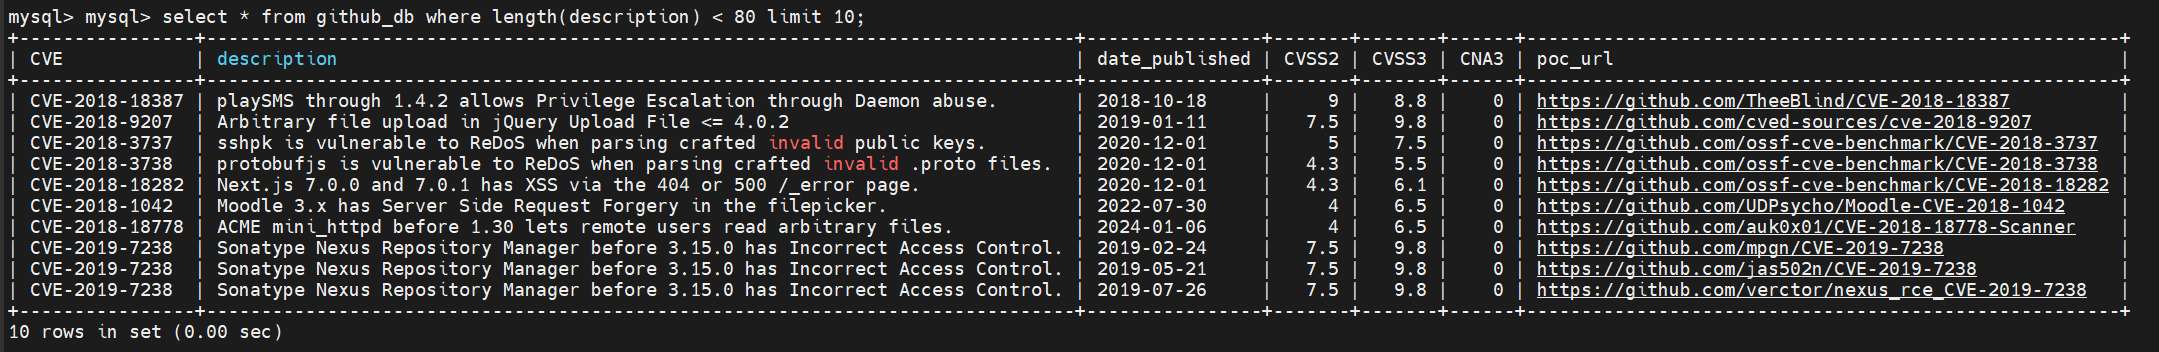 mysql> mysql> select * from github_db where length(description) < 80 limit 10;
+----------------+-------------------------------------------------------------------------------+----------------+-------+-------+------+------------------------------------------------------+
| CVE            | description                                                                   | date_published | CVSS2 | CVSS3 | CNA3 | poc_url                                              |
+----------------+-------------------------------------------------------------------------------+----------------+-------+-------+------+------------------------------------------------------+
| CVE-2018-18387 | playSMS through 1.4.2 allows Privilege Escalation through Daemon abuse.       | 2018-10-18     |     9 |   8.8 |    0 | https://github.com/TheeBlind/CVE-2018-18387          |
| CVE-2018-9207  | Arbitrary file upload in jQuery Upload File <= 4.0.2                          | 2019-01-11     |   7.5 |   9.8 |    0 | https://github.com/cved-sources/cve-2018-9207        |
| CVE-2018-3737  | sshpk is vulnerable to ReDoS when parsing crafted invalid public keys.        | 2020-12-01     |     5 |   7.5 |    0 | https://github.com/ossf-cve-benchmark/CVE-2018-3737  |
| CVE-2018-3738  | protobufjs is vulnerable to ReDoS when parsing crafted invalid .proto files.  | 2020-12-01     |   4.3 |   5.5 |    0 | https://github.com/ossf-cve-benchmark/CVE-2018-3738  |
| CVE-2018-18282 | Next.js 7.0.0 and 7.0.1 has XSS via the 404 or 500 /_error page.              | 2020-12-01     |   4.3 |   6.1 |    0 | https://github.com/ossf-cve-benchmark/CVE-2018-18282 |
| CVE-2018-1042  | Moodle 3.x has Server Side Request Forgery in the filepicker.                 | 2022-07-30     |     4 |   6.5 |    0 | https://github.com/UDPsycho/Moodle-CVE-2018-1042     |
| CVE-2018-18778 | ACME mini_httpd before 1.30 lets remote users read arbitrary files.           | 2024-01-06     |     4 |   6.5 |    0 | https://github.com/auk0x01/CVE-2018-18778-Scanner    |
| CVE-2019-7238  | Sonatype Nexus Repository Manager before 3.15.0 has Incorrect Access Control. | 2019-02-24     |   7.5 |   9.8 |    0 | https://github.com/mpgn/CVE-2019-7238                |
| CVE-2019-7238  | Sonatype Nexus Repository Manager before 3.15.0 has Incorrect Access Control. | 2019-05-21     |   7.5 |   9.8 |    0 | https://github.com/jas502n/CVE-2019-7238             |
| CVE-2019-7238  | Sonatype Nexus Repository Manager before 3.15.0 has Incorrect Access Control. | 2019-07-26     |   7.5 |   9.8 |    0 | https://github.com/verctor/nexus_rce_CVE-2019-7238   |
+----------------+-------------------------------------------------------------------------------+----------------+-------+-------+------+------------------------------------------------------+
10 rows in set (0.00 sec)